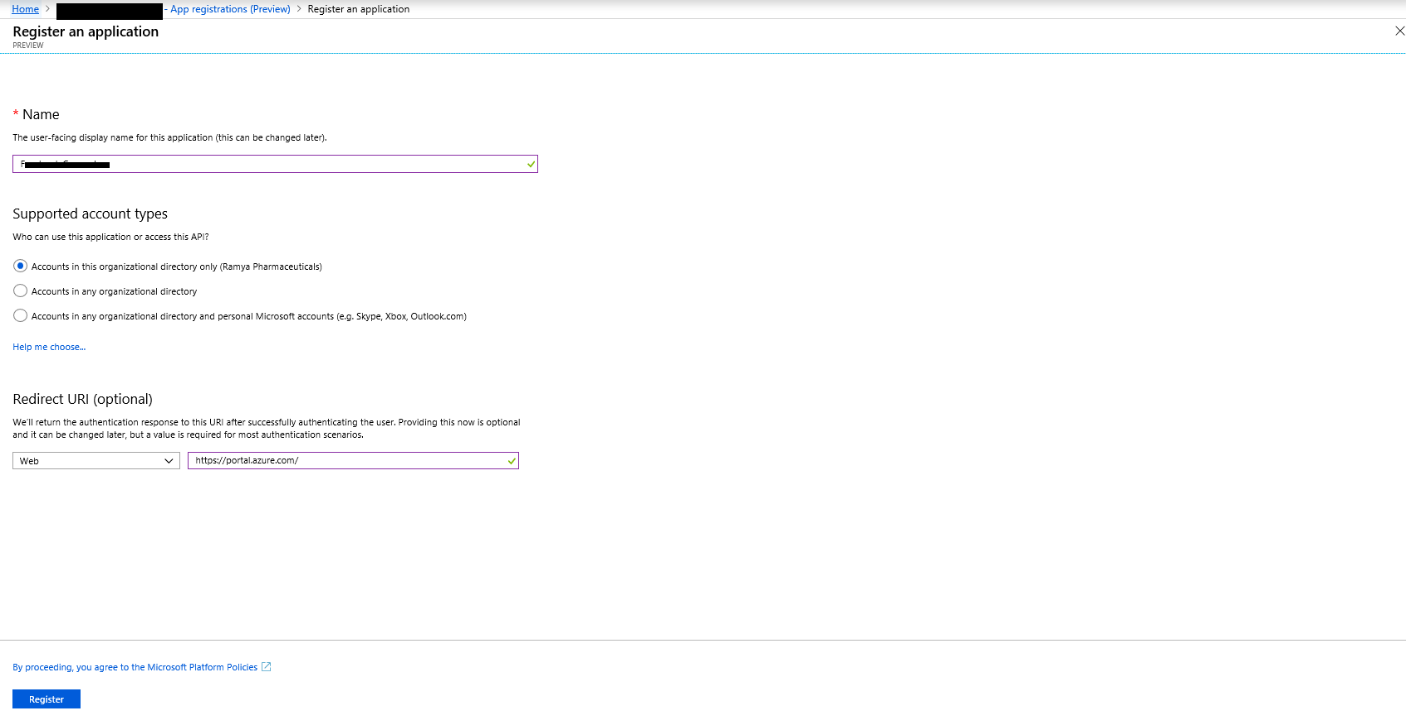 Home > - App registrations (Preview) > Register an application
Register an application
PREVIEW
* Name
The user-facing display name for this application (this can be changed later).
Supported account types
Who can use this application or access this API?
Accounts in this organizational directory only (Ramya Pharmaceuticals)
Accounts in any organizational directory
Accounts in any organizational directory and personal Microsoft accounts (e.g. Skype, Xbox, Outlook.com)
Help me choose...
Redirect URI (optional)
We'll return the authentication response to this URI after successfully authenticating the user. Providing this now is optional
and it can be changed later, but a value is required for most authentication scenarios.
Web https://portal.azure.com/
By proceeding, you agree to the Microsoft Platform Policies
Register